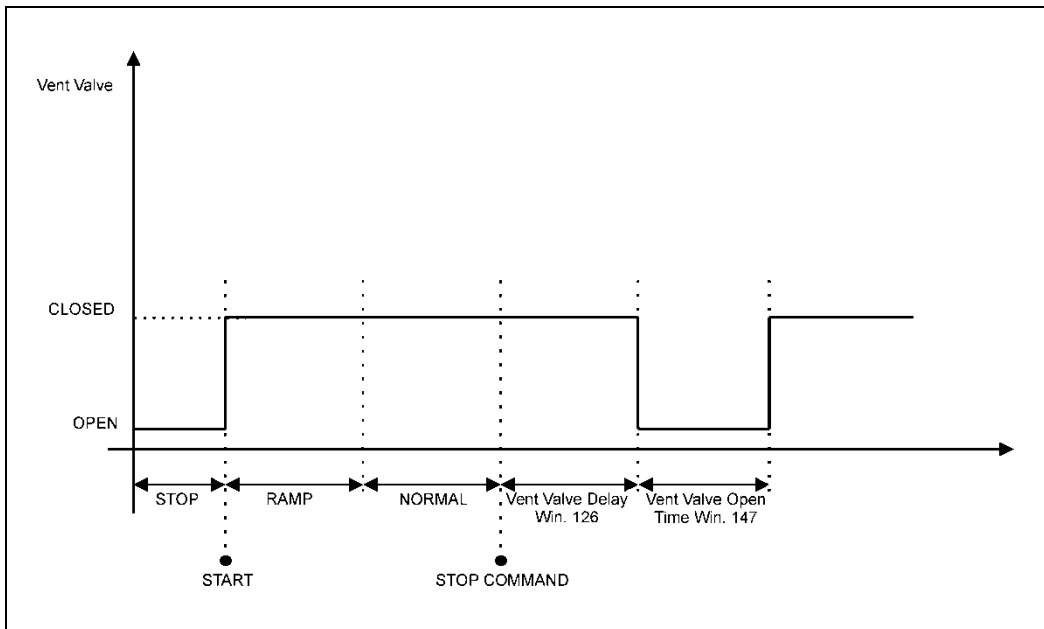 Vent Valve
CLOSED
OPEN
STOP
RAMP
NORMAL
Vent Valve Delay
Win. 126
Vent Valve Open
Time Win. 147
START
STOP COMMAND